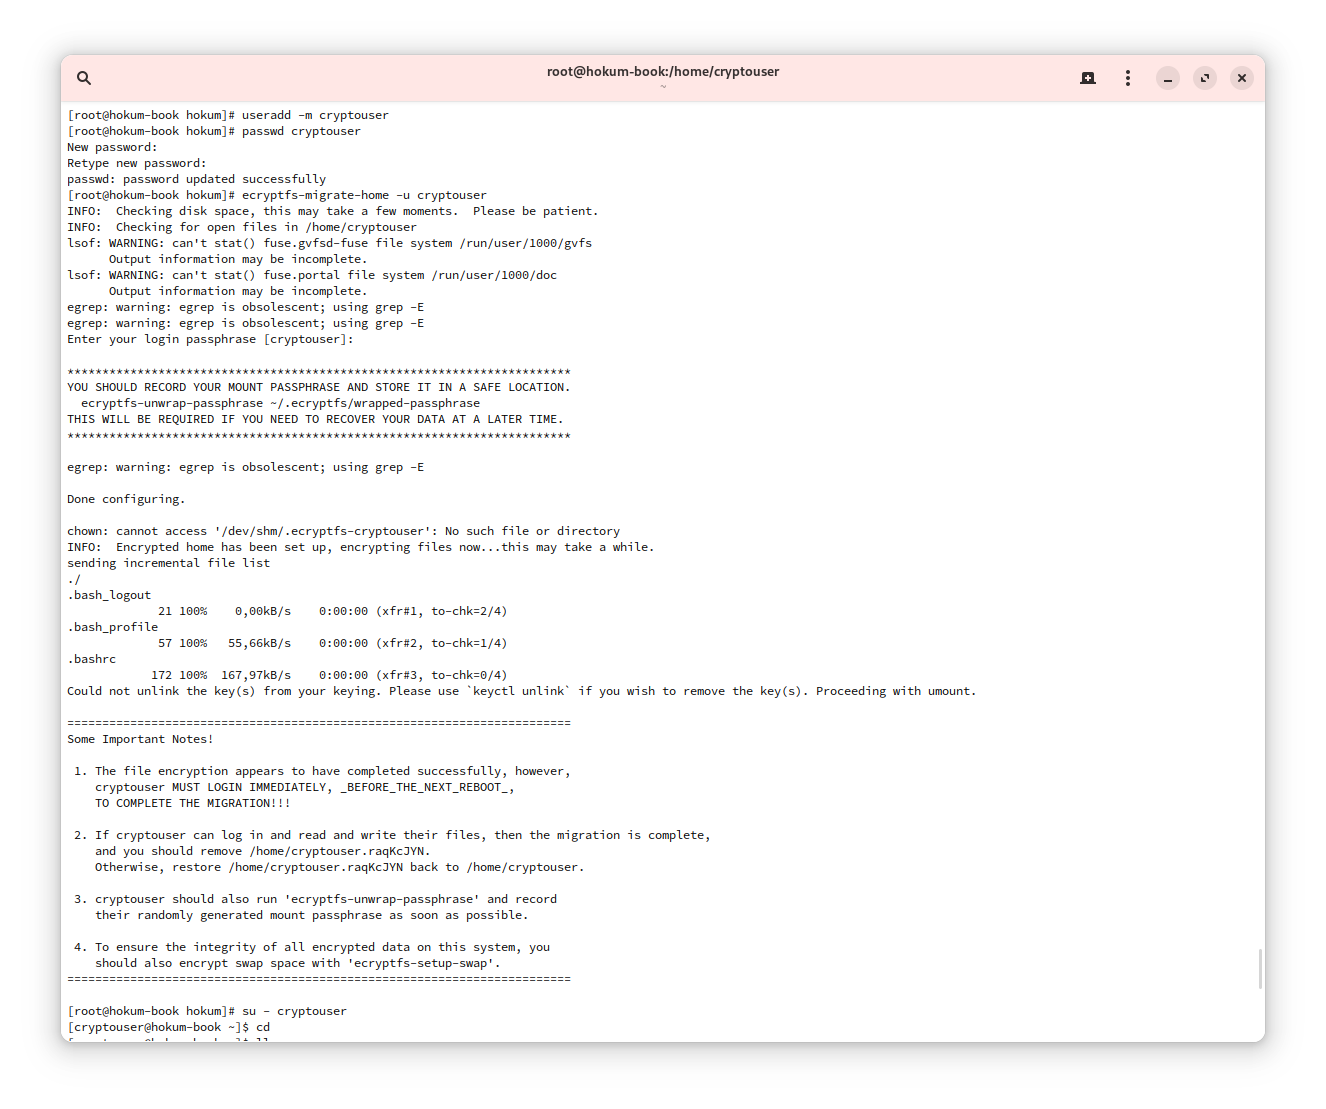 root@hokum-book:/home/cryptouser
~
[root@hokum-book hokum]# useradd -m cryptouser
[root@hokum-book hokum]# passwd cryptouser
New password:
Retype new password:
passwd: password updated successfully
[root@hokum-book hokum]# ecryptfs-migrate-home -u cryptouser
INFO:  Checking disk space, this may take a few moments.  Please be patient.
INFO:  Checking for open files in /home/cryptouser
lsof: WARNING: can't stat() fuse.gvfsd-fuse file system /run/user/1000/gvfs
      Output information may be incomplete.
lsof: WARNING: can't stat() fuse.portal file system /run/user/1000/doc
      Output information may be incomplete.
egrep: warning: egrep is obsolescent; using grep -E
egrep: warning: egrep is obsolescent; using grep -E
Enter your login passphrase [cryptouser]:
************************************************************************
YOU SHOULD RECORD YOUR MOUNT PASSPHRASE AND STORE IT IN A SAFE LOCATION.
  ecryptfs-unwrap-passphrase ~/.ecryptfs/wrapped-passphrase
THIS WILL BE REQUIRED IF YOU NEED TO RECOVER YOUR DATA AT A LATER TIME.
************************************************************************
egrep: warning: egrep is obsolescent; using grep -E
Done configuring.
chown: cannot access '/dev/shm/.ecryptfs-cryptouser': No such file or directory
INFO:  Encrypted home has been set up, encrypting files now...this may take a while.
sending incremental file list
./
.bash_logout
             21 100%    0,00kB/s    0:00:00 (xfr#1, to-chk=2/4)
.bash_profile
             57 100%   55,66kB/s    0:00:00 (xfr#2, to-chk=1/4)
.bashrc
            172 100%  167,97kB/s    0:00:00 (xfr#3, to-chk=0/4)
Could not unlink the key(s) from your keying. Please use `keyctl unlink` if you wish to remove the key(s). Proceeding with umount.
========================================================================
Some Important Notes!
 1. The file encryption appears to have completed successfully, however,
    cryptouser MUST LOGIN IMMEDIATELY, _BEFORE_THE_NEXT_REBOOT_,
    TO COMPLETE THE MIGRATION!!!
 2. If cryptouser can log in and read and write their files, then the migration is complete,
    and you should remove /home/cryptouser.raqKcJYN.
    Otherwise, restore /home/cryptouser.raqKcJYN back to /home/cryptouser.
 3. cryptouser should also run 'ecryptfs-unwrap-passphrase' and record
    their randomly generated mount passphrase as soon as possible.
 4. To ensure the integrity of all encrypted data on this system, you
    should also encrypt swap space with 'ecryptfs-setup-swap'.
========================================================================
[root@hokum-book hokum]# su - cryptouser
[cryptouser@hokum-book ~]$ cd